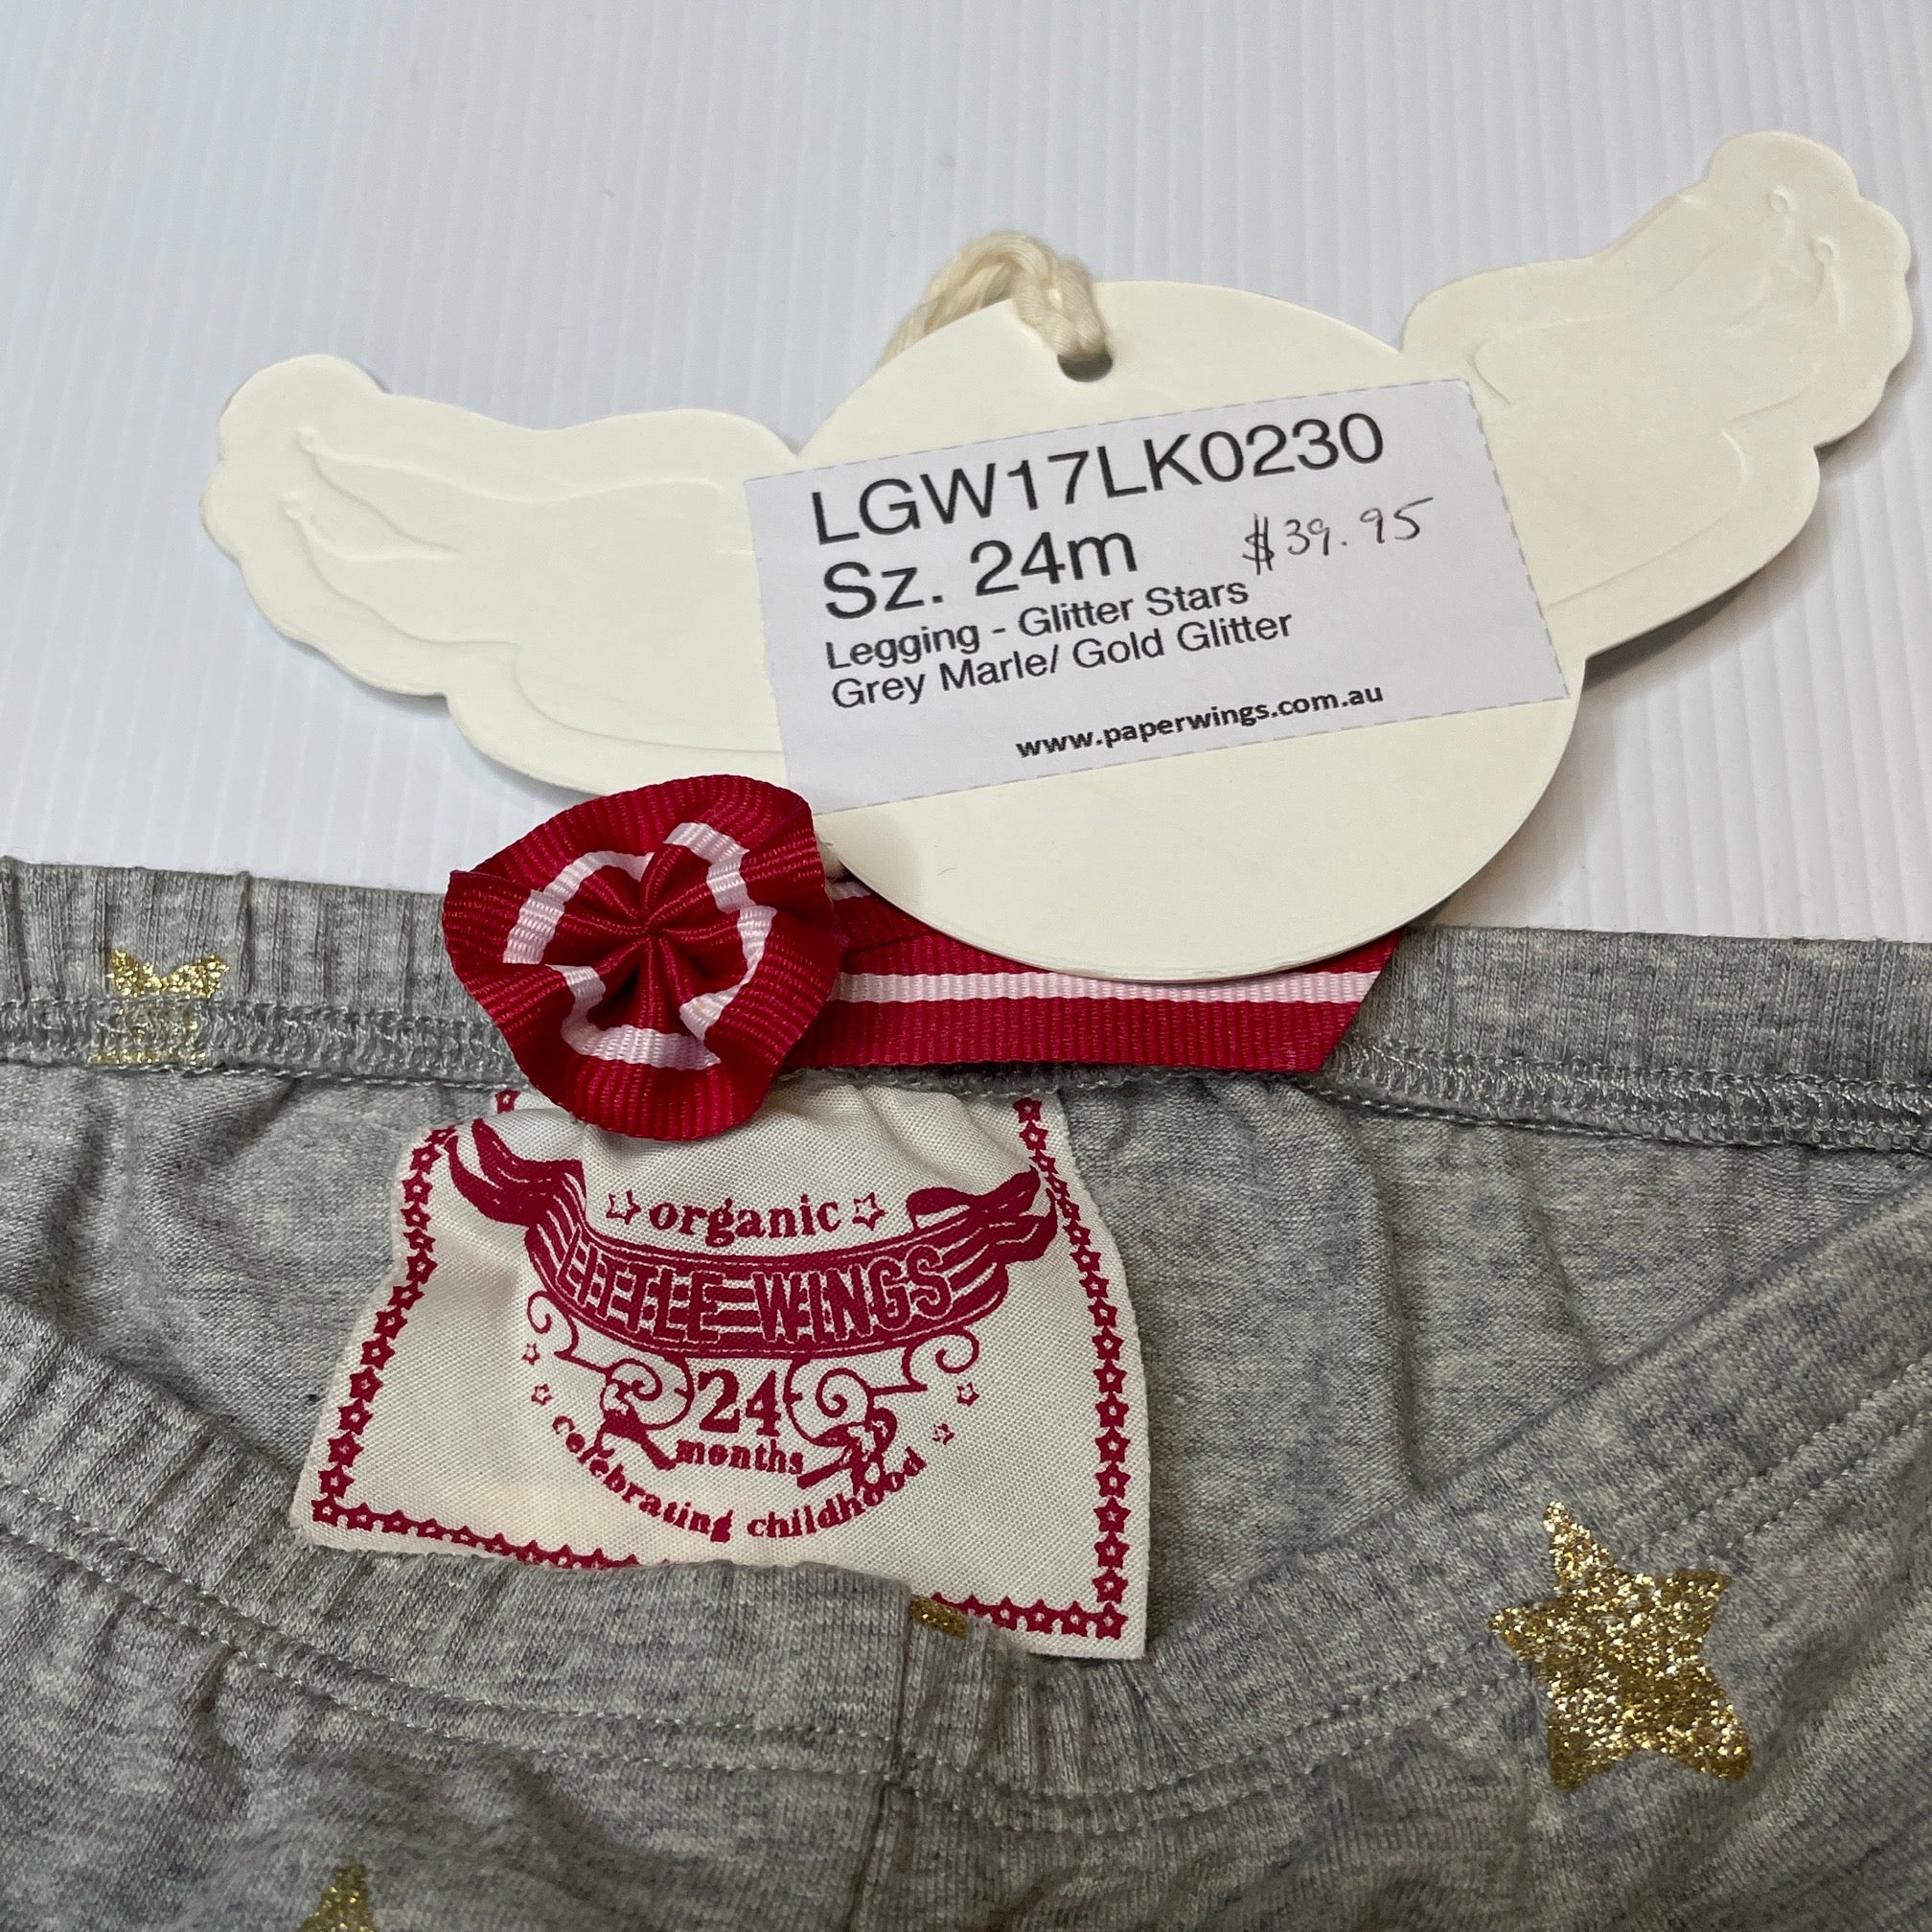 LGW17LK0230
Sz. 24m $39.95
Legging - Glitter Stars
Grey Marle/ Gold Glitter
www.paperwings.com.au
organic
LITTLE WINGS
24
months
celebrating childhood